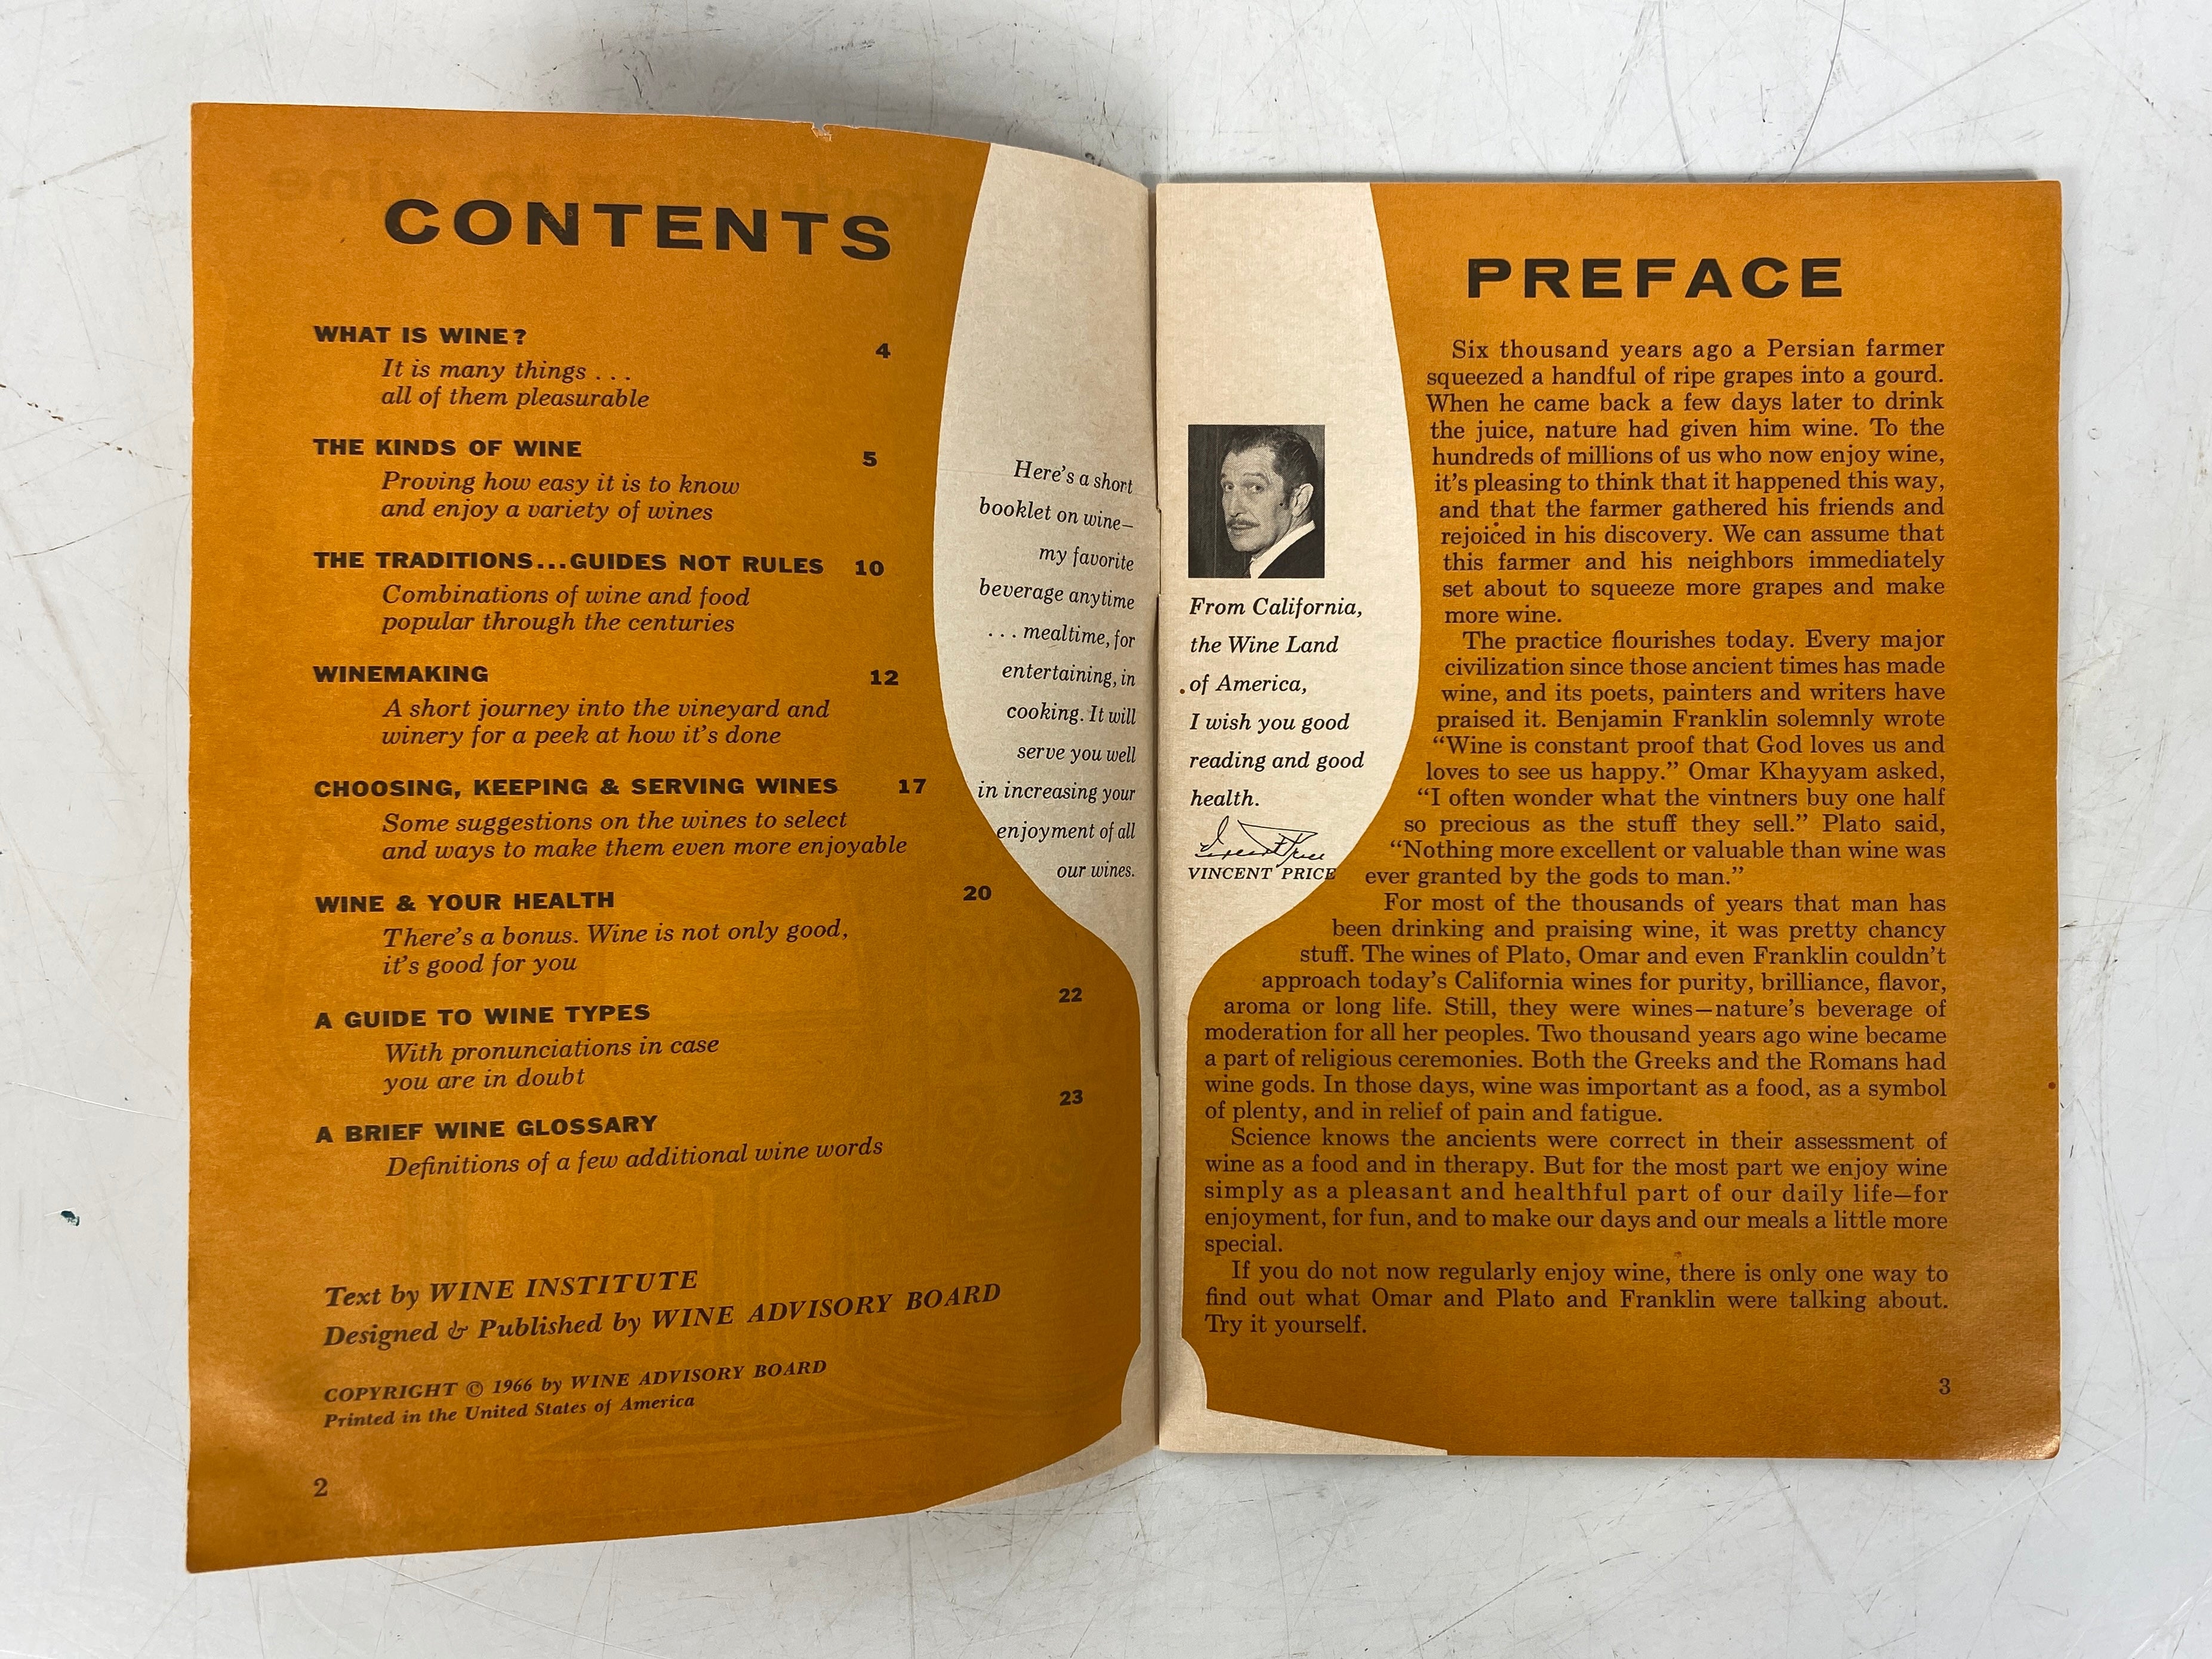 CONTENTS
WHAT IS WINE? 4
It is many things . . .
all of them pleasurable
THE KINDS OF WINE 5
Proving how easy it is to know
and enjoy a variety of wines
THE TRADITIONS...GUIDES NOT RULES 10
Combinations of wine and food
popular through the centuries
WINEMAKING 12
A short journey into the vineyard and
winery for a peek at how it's done
CHOOSING, KEEPING & SERVING WINES 17
Some suggestions on the wines to select
and ways to make them even more enjoyable
WINE & YOUR HEALTH 20
There's a bonus. Wine is not only good,
it's good for you
A GUIDE TO WINE TYPES 22
With pronunciations in case
you are in doubt
A BRIEF WINE GLOSSARY 23
Definitions of a few additional wine words
Text by WINE INSTITUTE
Designed & Published by WINE ADVISORY BOARD
COPYRIGHT © 1966 by WINE ADVISORY BOARD
Printed in the United States of America
2
Here's a short
booklet on wine—
my favorite
beverage anytime
. . . mealtime, for
entertaining, in
cooking. It will
serve you well
in increasing your
enjoyment of all
our wines.
From California,
the Wine Land
of America,
I wish you good
reading and good
health.
Vincent Price
VINCENT PRICE
PREFACE
Six thousand years ago a Persian farmer
squeezed a handful of ripe grapes into a gourd.
When he came back a few days later to drink
the juice, nature had given him wine. To the
hundreds of millions of us who now enjoy wine,
it's pleasing to think that it happened this way,
and that the farmer gathered his friends and
rejoiced in his discovery. We can assume that
this farmer and his neighbors immediately
set about to squeeze more grapes and make
more wine.
The practice flourishes today. Every major
civilization since those ancient times has made
wine, and its poets, painters and writers have
praised it. Benjamin Franklin solemnly wrote
“Wine is constant proof that God loves us and
loves to see us happy.” Omar Khayyam asked,
“I often wonder what the vintners buy one half
so precious as the stuff they sell.” Plato said,
“Nothing more excellent or valuable than wine was
ever granted by the gods to man.”
For most of the thousands of years that man has
been drinking and praising wine, it was pretty chancy
stuff. The wines of Plato, Omar and even Franklin couldn't
approach today's California wines for purity, brilliance, flavor,
aroma or long life. Still, they were wines—nature's beverage of
moderation for all her peoples. Two thousand years ago wine became
a part of religious ceremonies. Both the Greeks and the Romans had
wine gods. In those days, wine was important as a food, as a symbol
of plenty, and in relief of pain and fatigue.
Science knows the ancients were correct in their assessment of
wine as a food and in therapy. But for the most part we enjoy wine
simply as a pleasant and healthful part of our daily life—for
enjoyment, for fun, and to make our days and our meals a little more
special.
If you do not now regularly enjoy wine, there is only one way to
find out what Omar and Plato and Franklin were talking about.
Try it yourself.
3